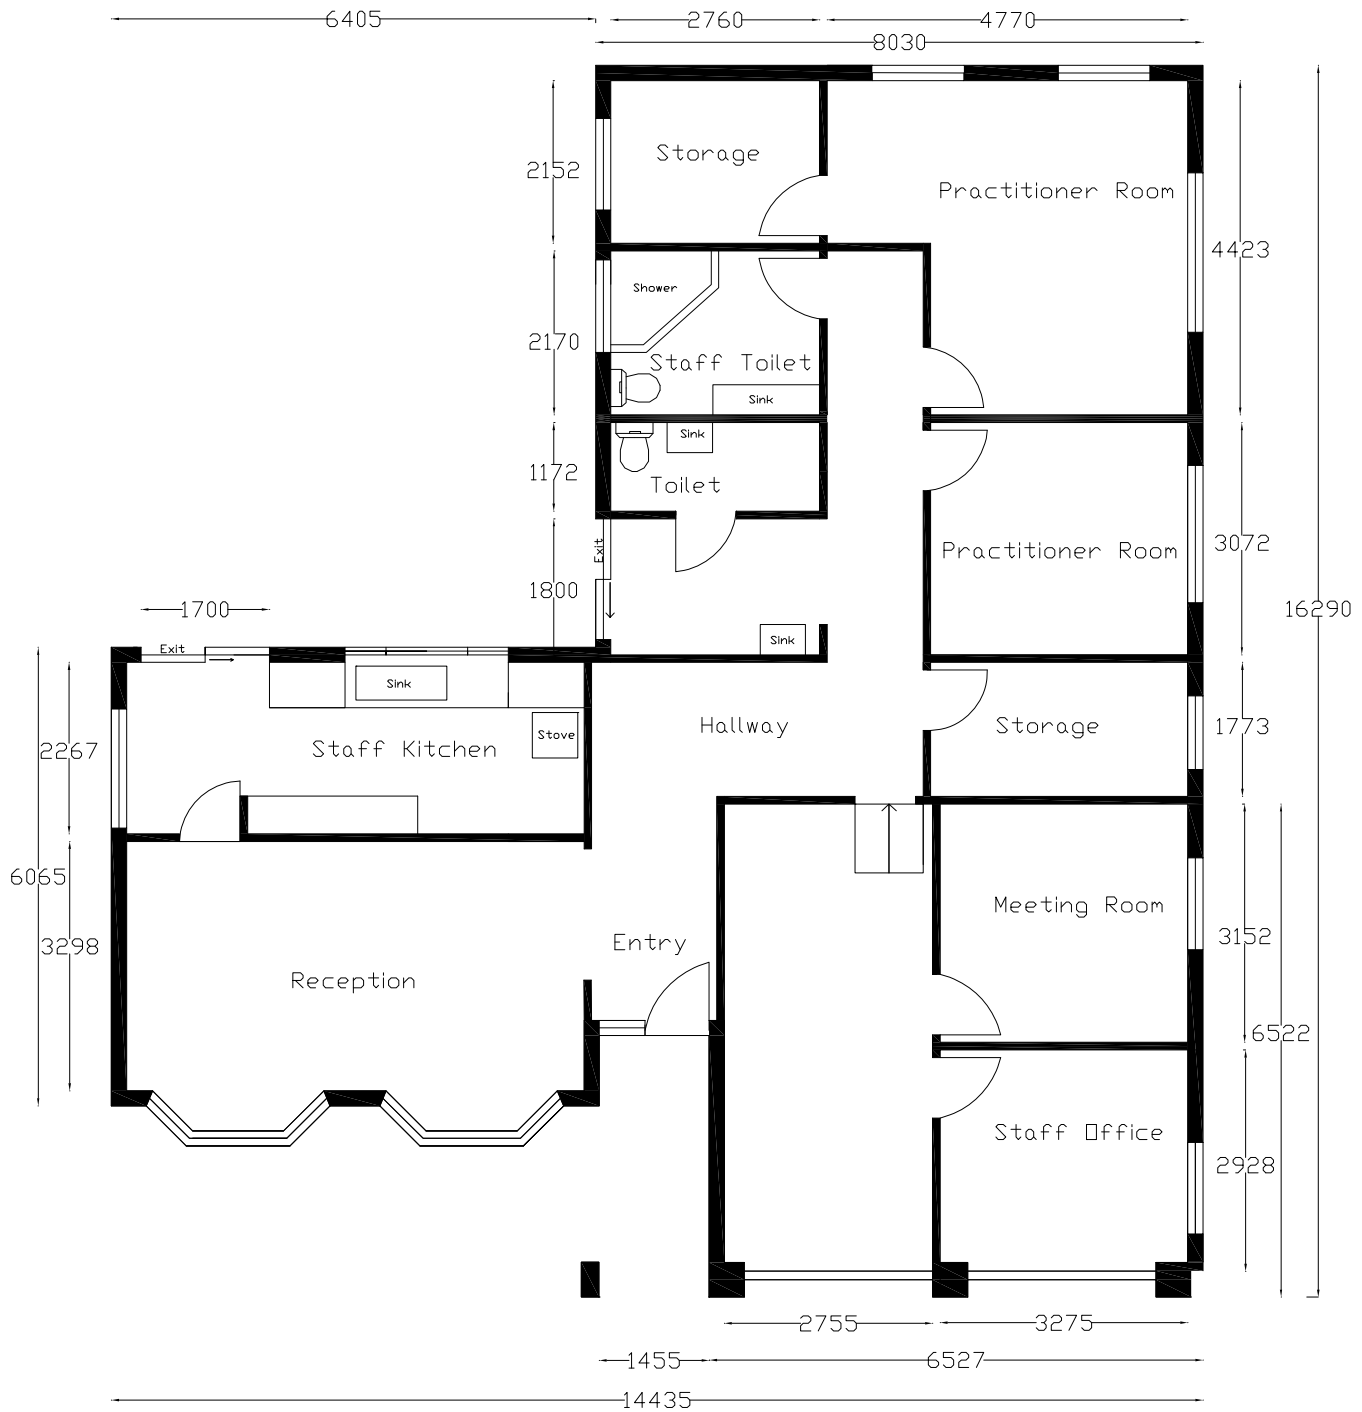 6405
2760
4770
8030
Storage
2152
Practitioner Room
4423
Shower
2170
Staff Toilet
Sink
Sink
1172
Toilet
Exit
3072
Practitioner Room
1800
1700
16290
Exit
Sink
Sink
Stove
Hallway
Storage
1773
2267
Staff Kitchen
6065
Meeting Room
3298
Entry
3152
Reception
6522
Staff Office
2928
2755
3275
1455
6527
14435